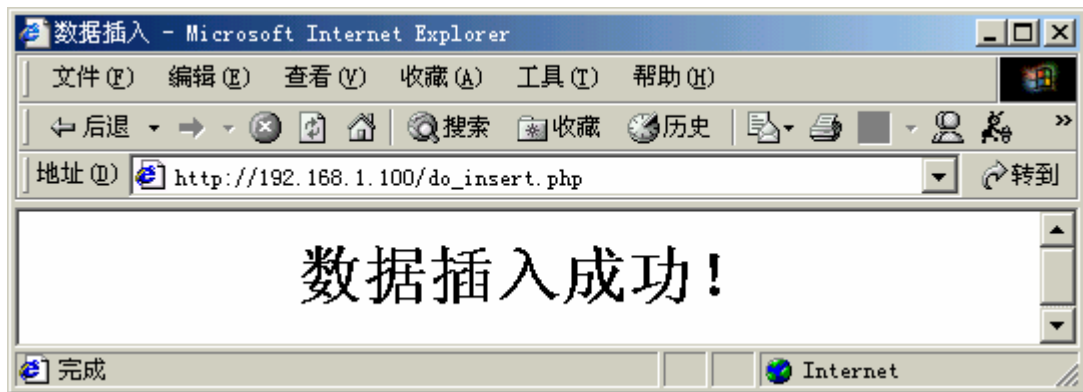 数据插入 - Microsoft Internet Explorer
文件(F) 编辑(E) 查看(V) 收藏(A) 工具(T) 帮助(H)
后退 搜索 收藏 历史 »
地址(D) http://192.168.1.100/do_insert.php 转到
数据插入成功!
完成 Internet